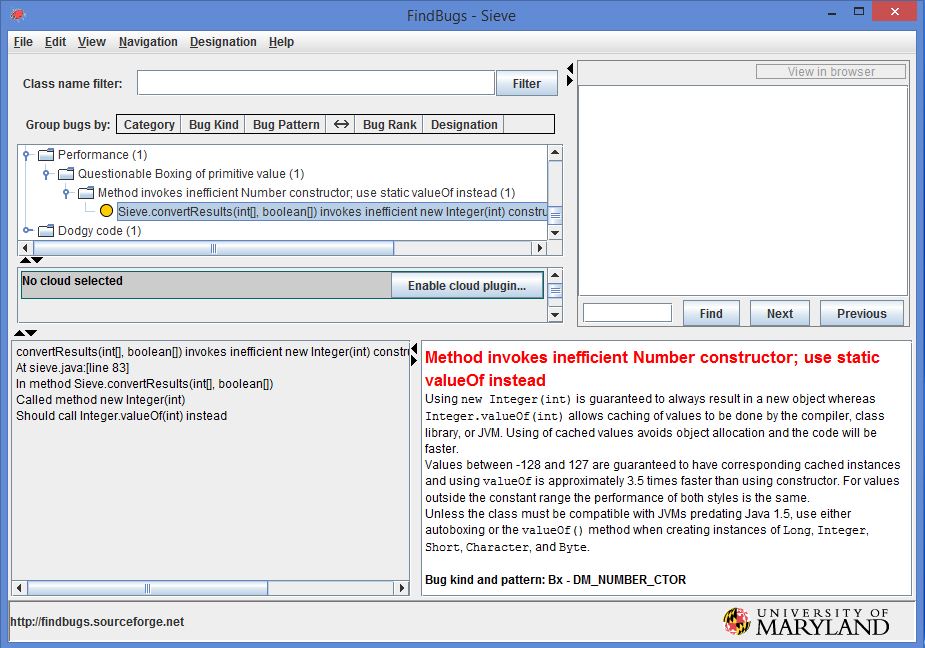 FindBugs - Sieve
File Edit View Navigation Designation Help
Class name filter: Filter
View in browser
Group bugs by: Category Bug Kind Bug Pattern Bug Rank Designation
Performance (1)
Questionable Boxing of primitive value (1)
Method invokes inefficient Number constructor; use static valueOf instead (1)
Sieve.convertResults(int[], boolean[]) invokes inefficient new Integer(int) constru
Dodgy code (1)
No cloud selected
Enable cloud plugin...
Find Next Previous
convertResults(int[], boolean[]) invokes inefficient new Integer(int) constr
At sieve.java:[line 83]
In method Sieve.convertResults(int[], boolean[])
Called method new Integer(int)
Should call Integer.valueOf(int) instead
Method invokes inefficient Number constructor; use static
valueOf instead
Using new Integer(int) is guaranteed to always result in a new object whereas
Integer.valueOf(int) allows caching of values to be done by the compiler, class
library, or JVM. Using of cached values avoids object allocation and the code will be
faster.
Values between -128 and 127 are guaranteed to have corresponding cached instances
and using valueOf is approximately 3.5 times faster than using constructor. For values
outside the constant range the performance of both styles is the same.
Unless the class must be compatible with JVMs predating Java 1.5, use either
autoboxing or the valueOf() method when creating instances of Long, Integer,
Short, Character, and Byte.
Bug kind and pattern: Bx - DM_NUMBER_CTOR
http://findbugs.sourceforge.net
UNIVERSITY OF
MARYLAND